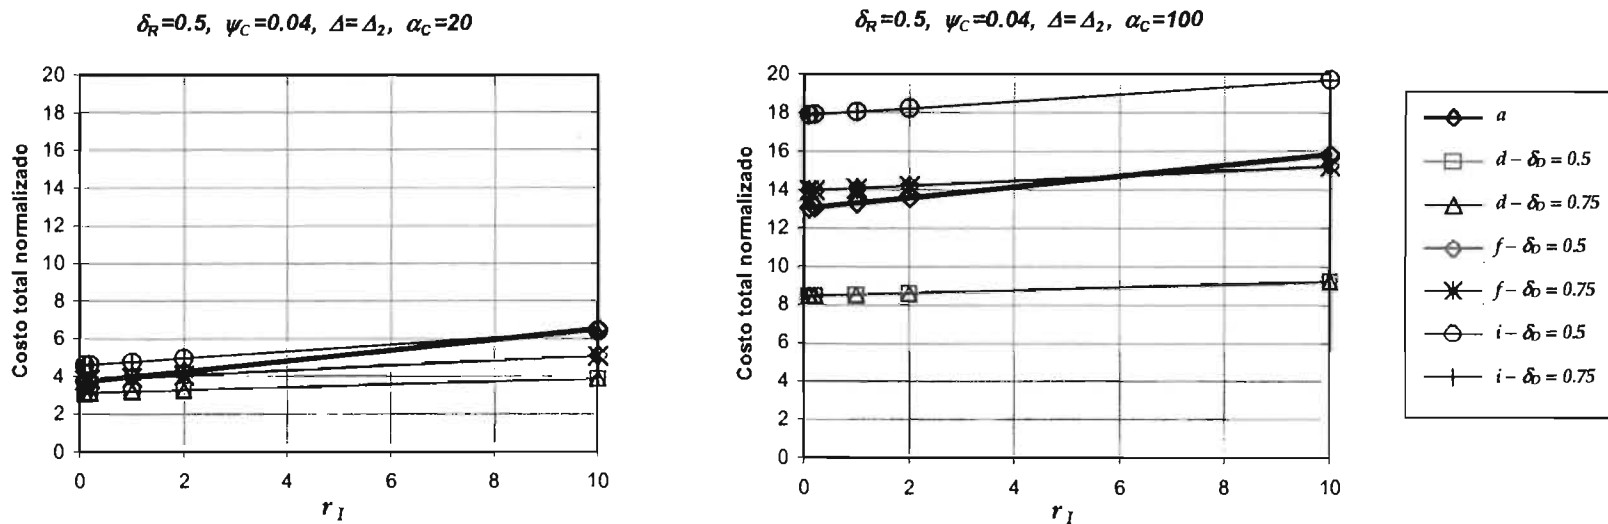 δR=0.5, ψC=0.04, Δ=Δ2, αC=20
20
18
16
14
12
10
8
6
4
2
0
Costo total normalizado
0 2 4 6 8 10
r I
δR=0.5, ψC=0.04, Δ=Δ2, αC=100
20
18
16
14
12
10
8
6
4
2
0
Costo total normalizado
0 2 4 6 8 10
r I
a
d – δD = 0.5
d – δD = 0.75
f – δD = 0.5
f – δD = 0.75
i – δD = 0.5
i – δD = 0.75